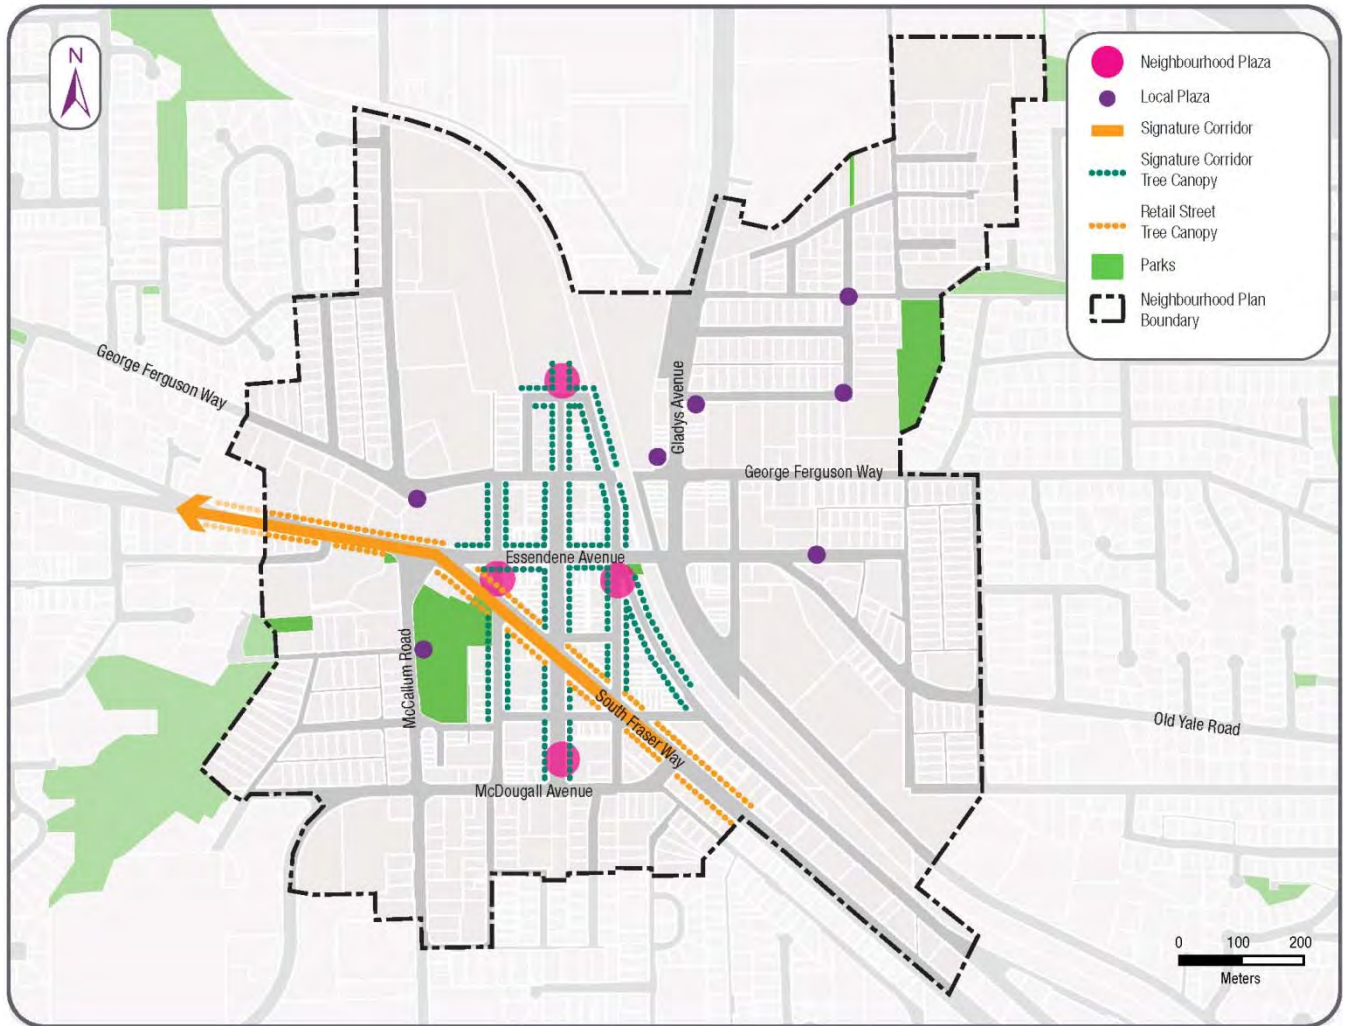 N
Neighbourhood Plaza
Local Plaza
Signature Corridor
Signature Corridor
Tree Canopy
Retail Street
Tree Canopy
Parks
Neighbourhood Plan
Boundary
George Ferguson Way
Gladys Avenue
George Ferguson Way
Essendene Avenue
McCallum Road
South Fraser Way
Old Yale Road
McDougall Avenue
0 100 200
Meters